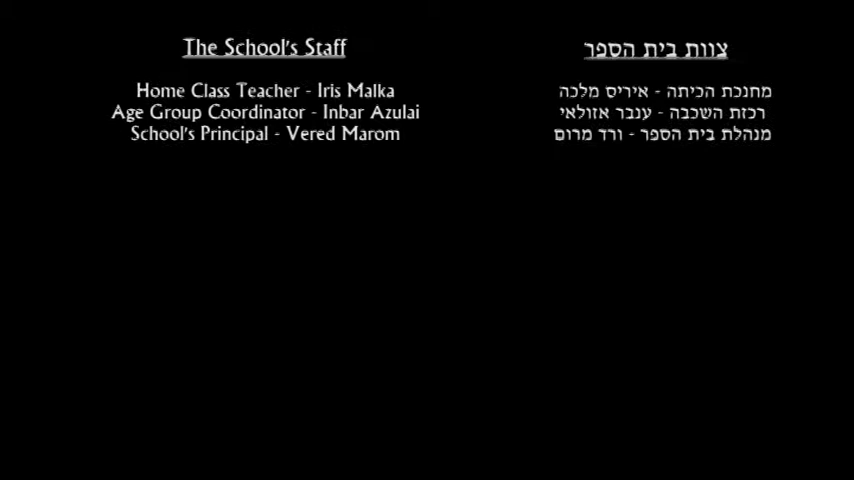 The School's Staff
Home Class Teacher - Iris Malka
Age Group Coordinator - Inbar Azulai
School's Principal - Vered Marom
צוות בית הספר
מחנכת הכיתה - איריס מלכה
רכזת השכבה - ענבר אזולאי
מנהלת בית הספר - ורד מרום